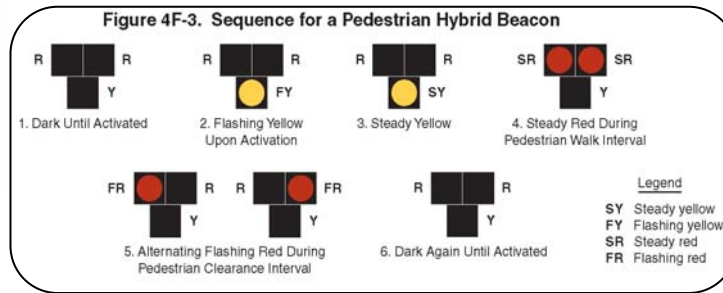 Figure 4F-3. Sequence for a Pedestrian Hybrid Beacon
R R
Y
1. Dark Until Activated
R R
FY
2. Flashing Yellow
Upon Activation
R R
SY
3. Steady Yellow
SR SR
Y
4. Steady Red During
Pedestrian Walk Interval
FR R
Y
R FR
Y
5. Alternating Flashing Red During
Pedestrian Clearance Interval
R R
Y
6. Dark Again Until Activated
Legend
SY Steady yellow
FY Flashing yellow
SR Steady red
FR Flashing red